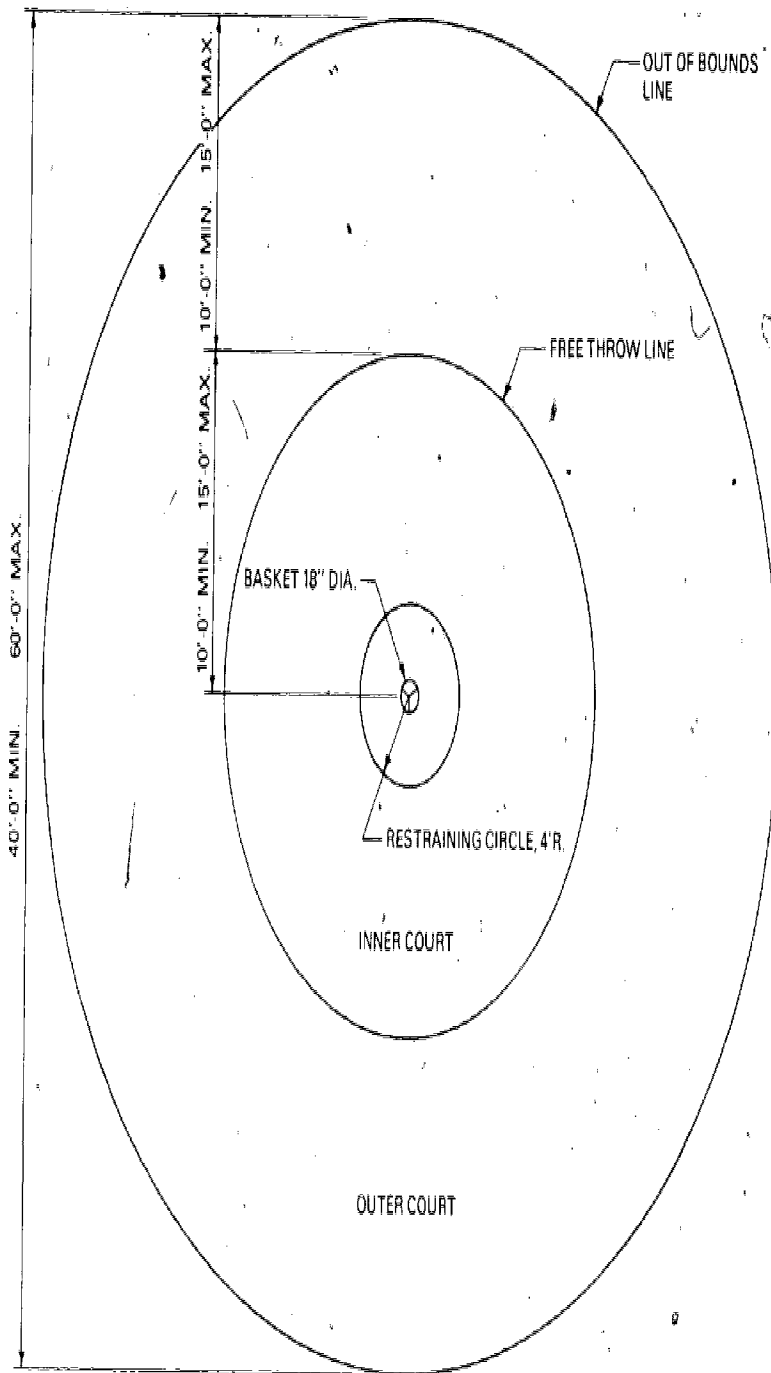 OUT OF BOUNDS
LINE
10'-0" MIN. 15'-0" MAX.
FREE THROW LINE
10'-0" MIN. 15'-0" MAX.
40'-0" MIN. 60'-0" MAX.
BASKET 18" DIA.
RESTRAINING CIRCLE, 4'R.
INNER COURT
OUTER COURT